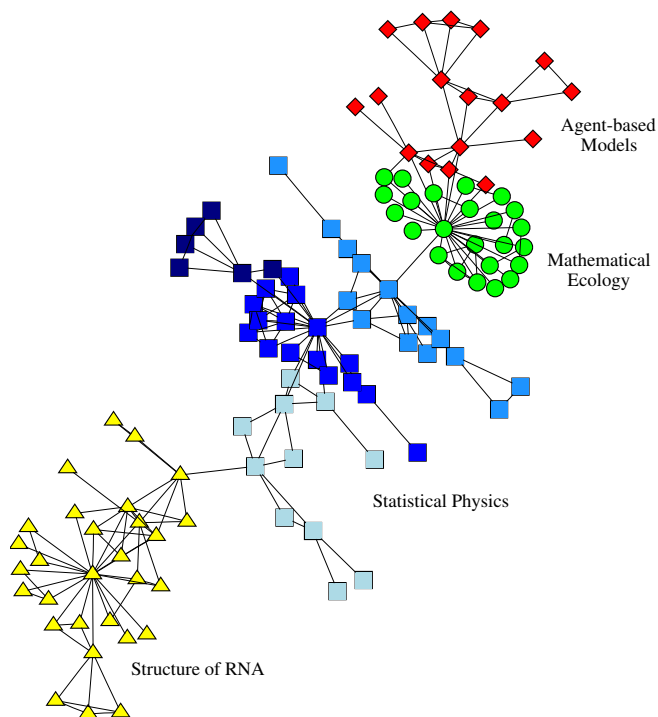 Agent-based
Models
Mathematical
Ecology
Statistical Physics
Structure of RNA